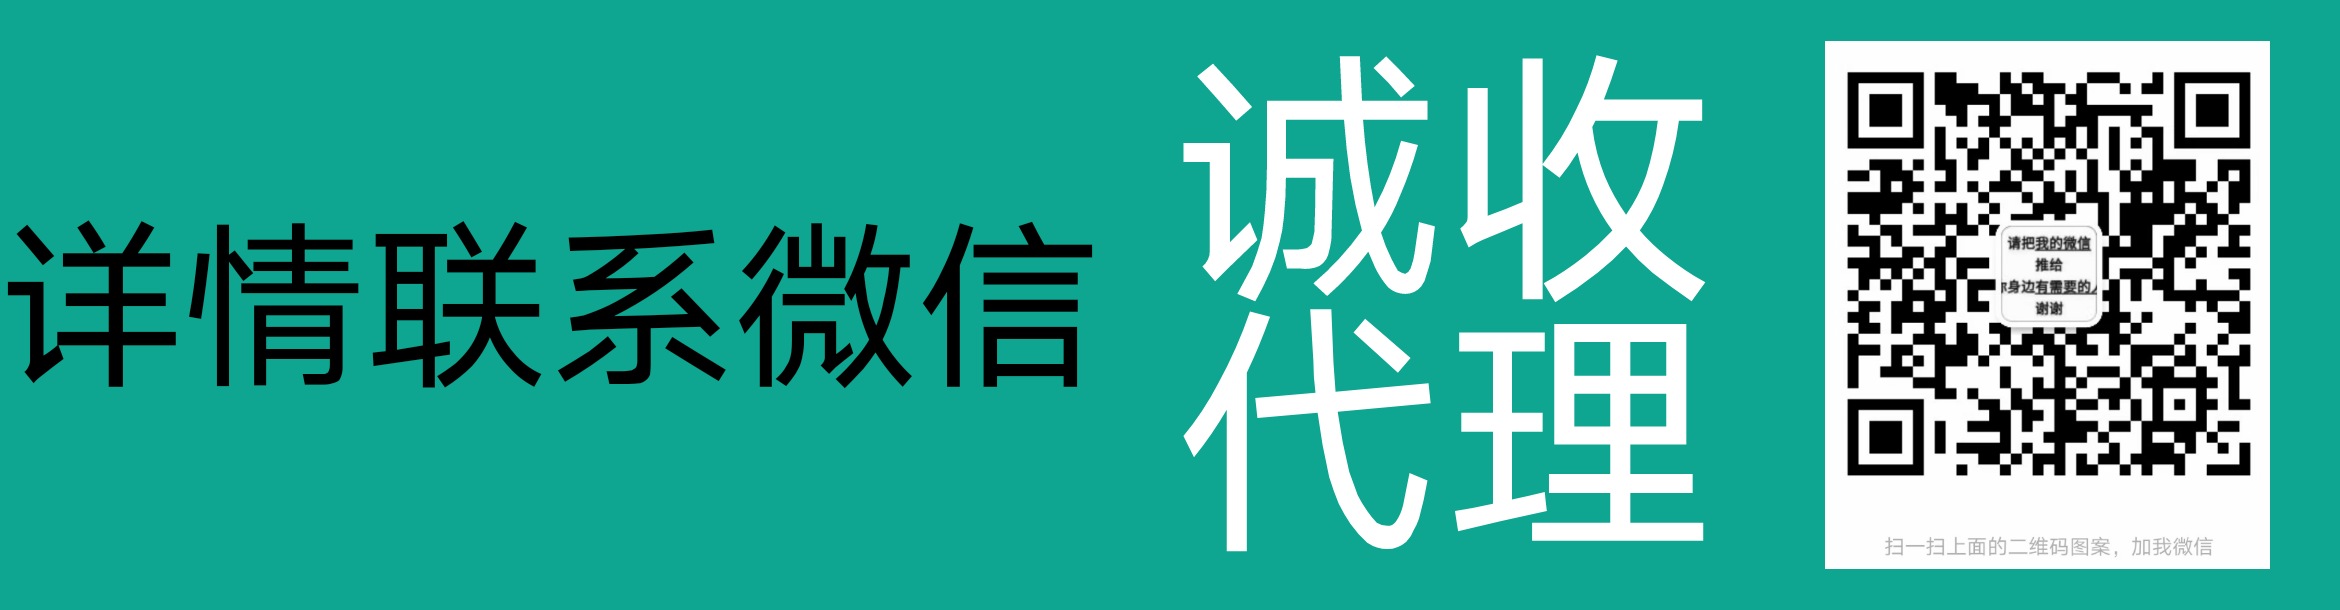 详情联系微信
诚收
代理
请把我的微信
推给
你身边有需要的人
谢谢
扫一扫上面的二维码图案，加我微信